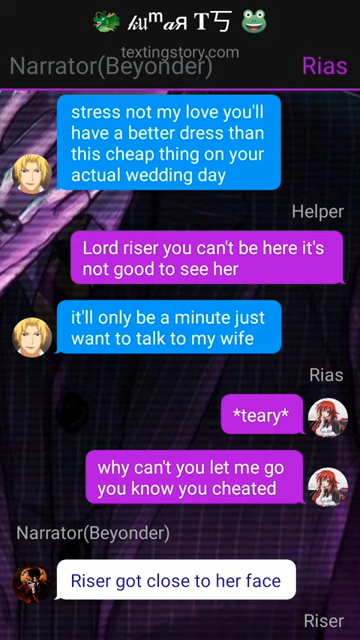 𝓀𝓊ᵐ𝒶я T丂
textingstory.com
Narrator(Beyonder)
Rias
stress not my love you'll
have a better dress than
this cheap thing on your
actual wedding day
Helper
Lord riser you can't be here it's
not good to see her
it'll only be a minute just
want to talk to my wife
Rias
*teary*
why can't you let me go
you know you cheated
Narrator(Beyonder)
Riser got close to her face
Riser